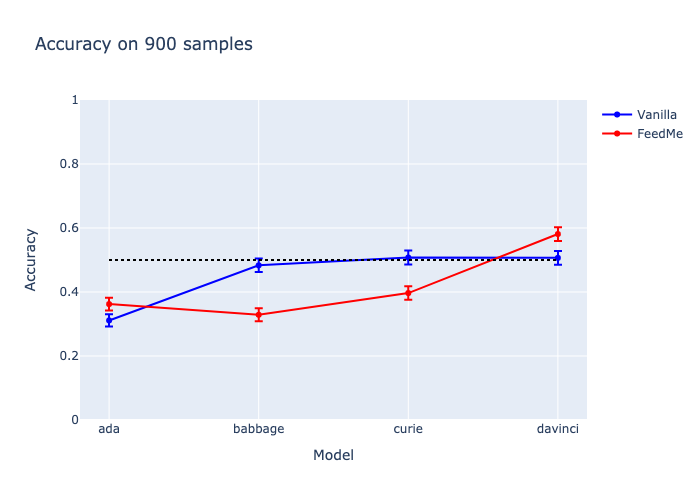 Accuracy on 900 samples
Vanilla
FeedMe
1
0.8
0.6
0.4
0.2
0
Accuracy
ada
babbage
curie
davinci
Model